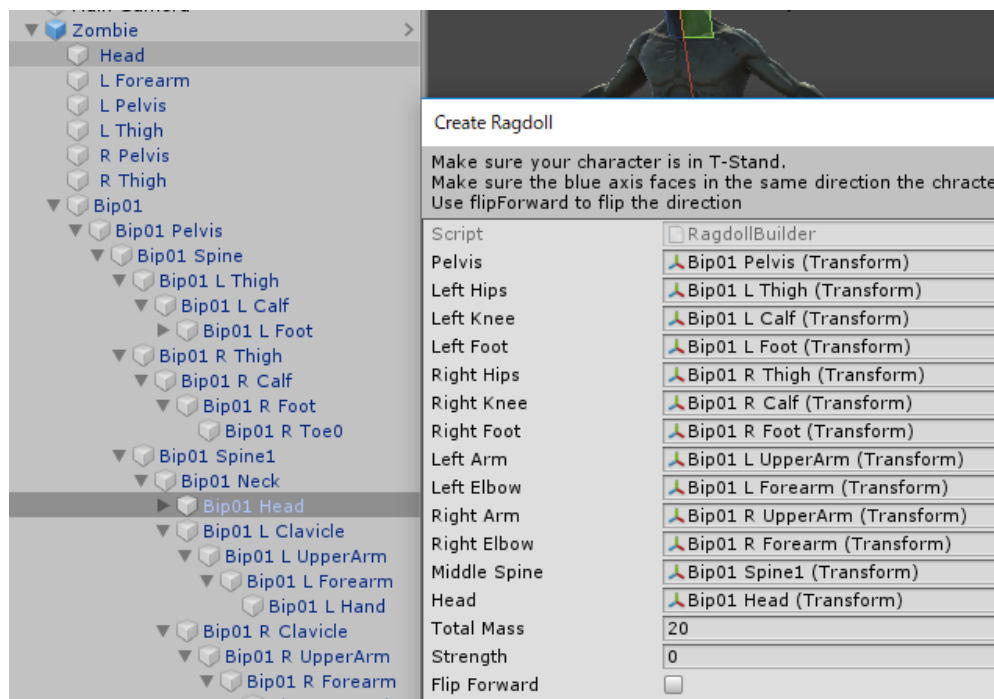 Main Camera
Zombie
Head
L Forearm
L Pelvis
L Thigh
R Pelvis
R Thigh
Bip01
Bip01 Pelvis
Bip01 Spine
Bip01 L Thigh
Bip01 L Calf
Bip01 L Foot
Bip01 R Thigh
Bip01 R Calf
Bip01 R Foot
Bip01 R Toe0
Bip01 Spine1
Bip01 Neck
Bip01 Head
Bip01 L Clavicle
Bip01 L UpperArm
Bip01 L Forearm
Bip01 L Hand
Bip01 R Clavicle
Bip01 R UpperArm
Bip01 R Forearm
Create Ragdoll
Make sure your character is in T-Stand.
Make sure the blue axis faces in the same direction the chracte
Use flipForward to flip the direction
Script RagdollBuilder
Pelvis Bip01 Pelvis (Transform)
Left Hips Bip01 L Thigh (Transform)
Left Knee Bip01 L Calf (Transform)
Left Foot Bip01 L Foot (Transform)
Right Hips Bip01 R Thigh (Transform)
Right Knee Bip01 R Calf (Transform)
Right Foot Bip01 R Foot (Transform)
Left Arm Bip01 L UpperArm (Transform)
Left Elbow Bip01 L Forearm (Transform)
Right Arm Bip01 R UpperArm (Transform)
Right Elbow Bip01 R Forearm (Transform)
Middle Spine Bip01 Spine1 (Transform)
Head Bip01 Head (Transform)
Total Mass 20
Strength 0
Flip Forward